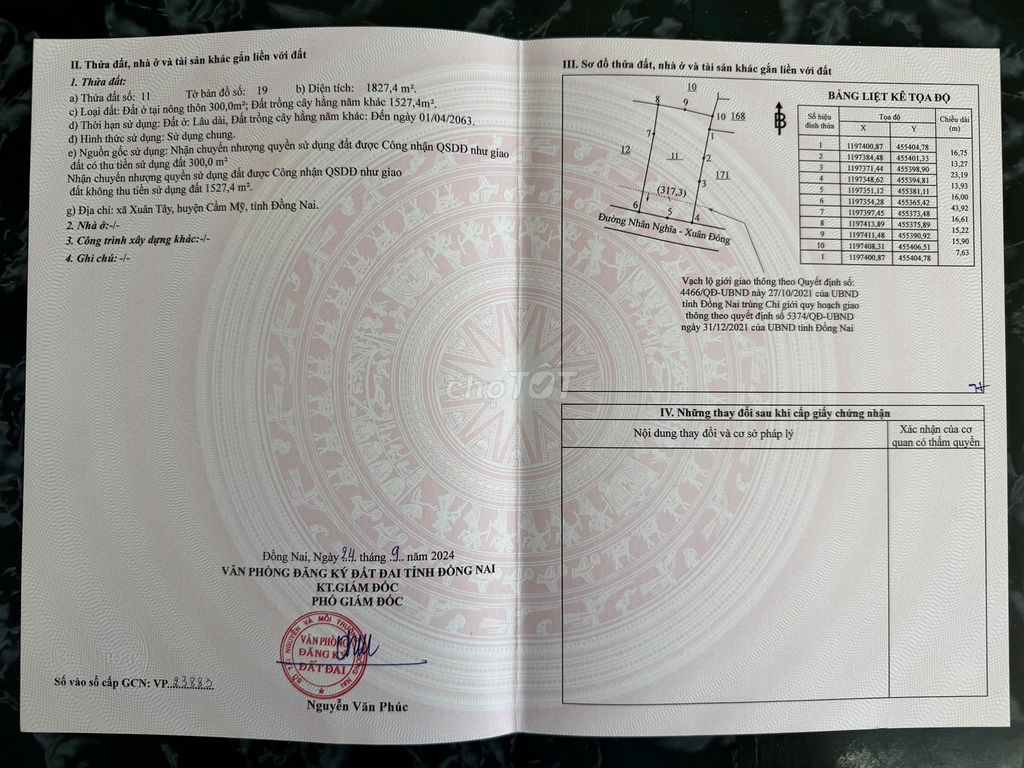 II. Thửa đất, nhà ở và tài sản khác gắn liền với đất
1. Thửa đất:
a) Thửa đất số: 11 Tờ bản đồ số: 19 b) Diện tích: 1827,4 m².
c) Loại đất: Đất ở tại nông thôn 300,0m²; Đất trồng cây hằng năm khác 1527,4m².
d) Thời hạn sử dụng: Đất ở: Lâu dài, Đất trồng cây hằng năm khác: Đến ngày 01/04/2063.
đ) Hình thức sử dụng: Sử dụng chung.
e) Nguồn gốc sử dụng: Nhận chuyển nhượng quyền sử dụng đất được Công nhận QSDĐ như giao
đất có thu tiền sử dụng đất 300,0 m²
Nhận chuyển nhượng quyền sử dụng đất được Công nhận QSDĐ như giao
đất không thu tiền sử dụng đất 1527,4 m².
g) Địa chỉ: xã Xuân Tây, huyện Cẩm Mỹ, tỉnh Đồng Nai.
2. Nhà ở:-/-
3. Công trình xây dựng khác:-/-
4. Ghi chú: -/-
Đồng Nai, Ngày 24 tháng 9 năm 2024
VĂN PHÒNG ĐĂNG KÝ ĐẤT ĐAI TỈNH ĐỒNG NAI
KT.GIÁM ĐỐC
PHÓ GIÁM ĐỐC
VĂN PHÒNG
ĐĂNG KÝ
ĐẤT ĐAI
Nguyễn Văn Phúc
Số vào sổ cấp GCN: VP 23883
III. Sơ đồ thửa đất, nhà ở và tài sản khác gắn liền với đất
10
8
9
10 168
1
7
12
11
2
171
3
(317,3)
6
5
4
Đường Nhân Nghĩa - Xuân Đông
B
BẢNG LIỆT KÊ TỌA ĐỘ
Số hiệu đỉnh thửa Tọa độ Chiều dài (m)
X Y
1 1197400,87 455404,78
16,75
2 1197384,48 455401,33
13,27
3 1197371,44 455398,90
23,19
4 1197348,62 455394,81
13,93
5 1197351,12 455381,11
16,00
6 1197354,28 455365,42
43,92
7 1197397,45 455373,48
16,61
8 1197413,89 455375,89
15,22
9 1197411,48 455390,92
15,90
10 1197408,31 455406,51
7,63
1 1197400,87 455404,78
Vạch lộ giới giao thông theo Quyết định số:
4466/QĐ-UBND này 27/10/2021 của UBND
tỉnh Đồng Nai trùng Chỉ giới quy hoạch giao
thông theo quyết định số 5374/QĐ-UBND
ngày 31/12/2021 của UBND tỉnh Đồng Nai
chợTỐT
IV. Những thay đổi sau khi cấp giấy chứng nhận
Nội dung thay đổi và cơ sở pháp lý
Xác nhận của cơ
quan có thẩm quyền